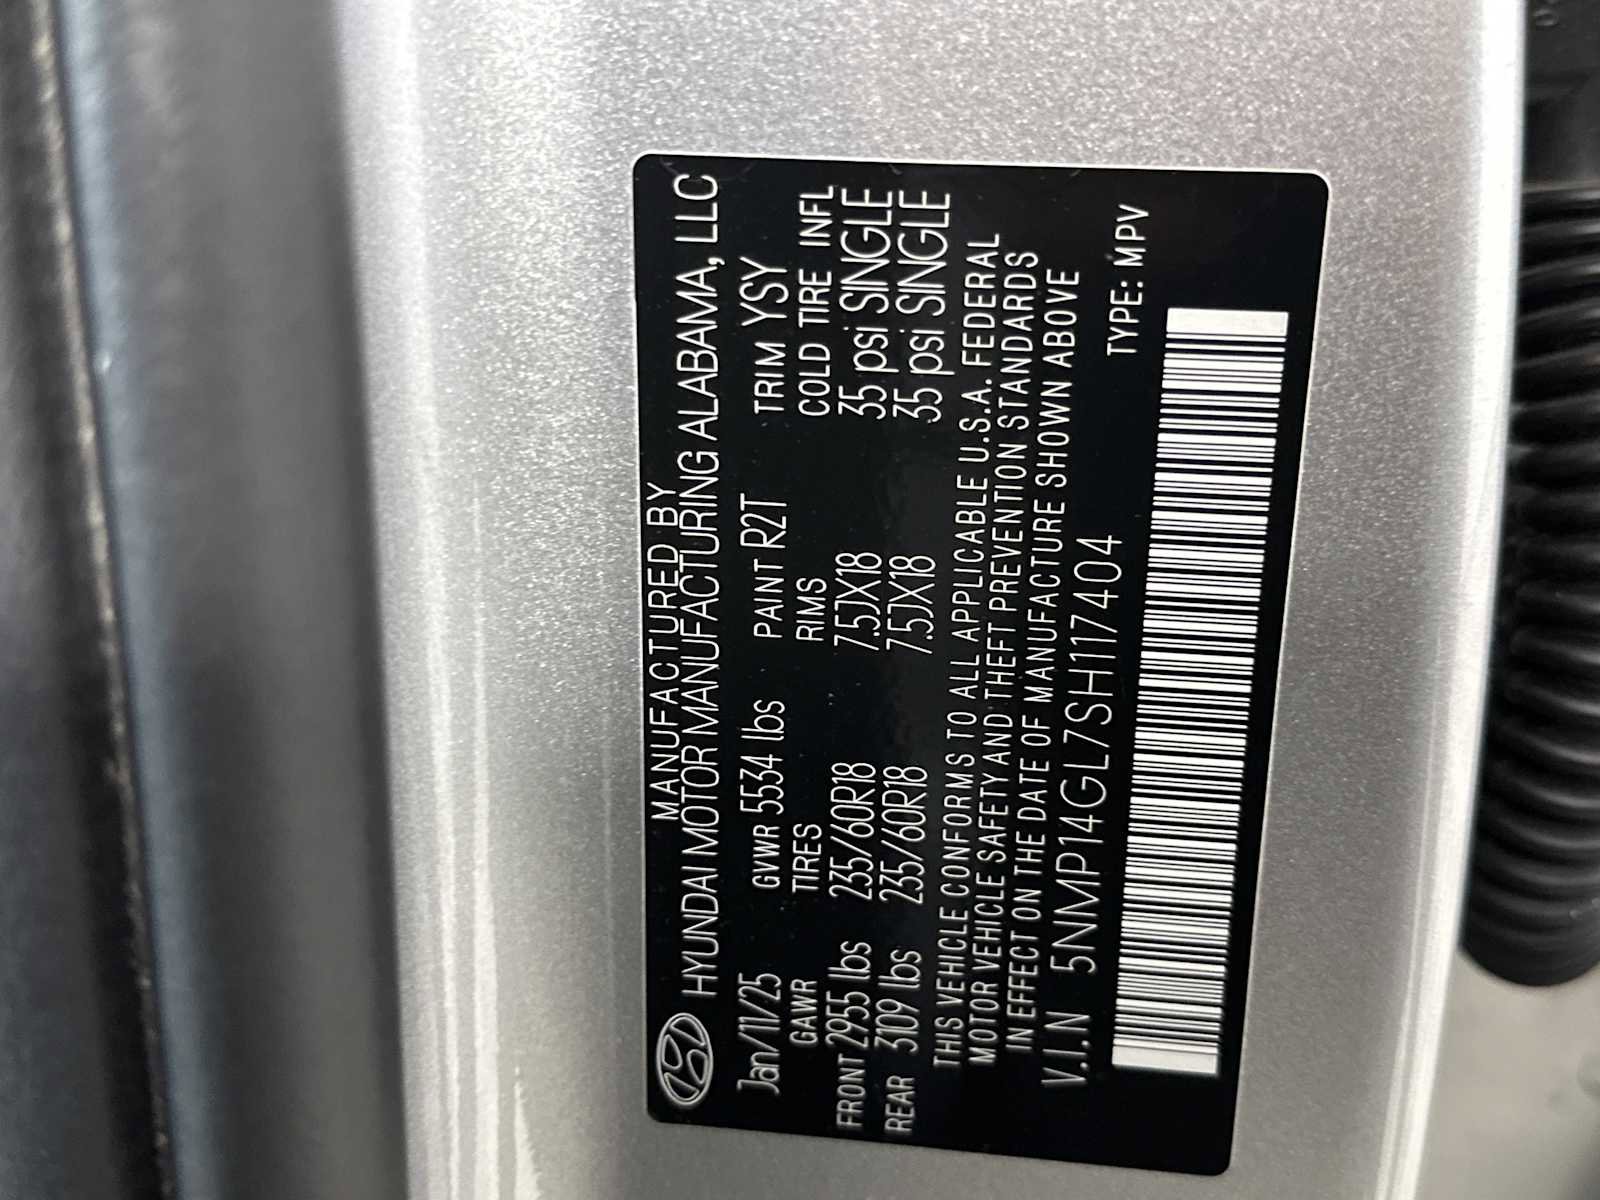 MANUFACTURED BY
HYUNDAI MOTOR MANUFACTURING ALABAMA, LLC
Jan/11/25 GVWR 5534 lbs PAINT R2T TRIM YSY
GAWR TIRES RIMS COLD TIRE INFL
FRONT 2955 lbs 235/60R18 7.5JX18 35 psi SINGLE
REAR 3109 lbs 235/60R18 7.5JX18 35 psi SINGLE
THIS VEHICLE CONFORMS TO ALL APPLICABLE U.S.A. FEDERAL
MOTOR VEHICLE SAFETY AND THEFT PREVENTION STANDARDS
IN EFFECT ON THE DATE OF MANUFACTURE SHOWN ABOVE
V.I.N 5NMP14GL7SH117404 TYPE: MPV